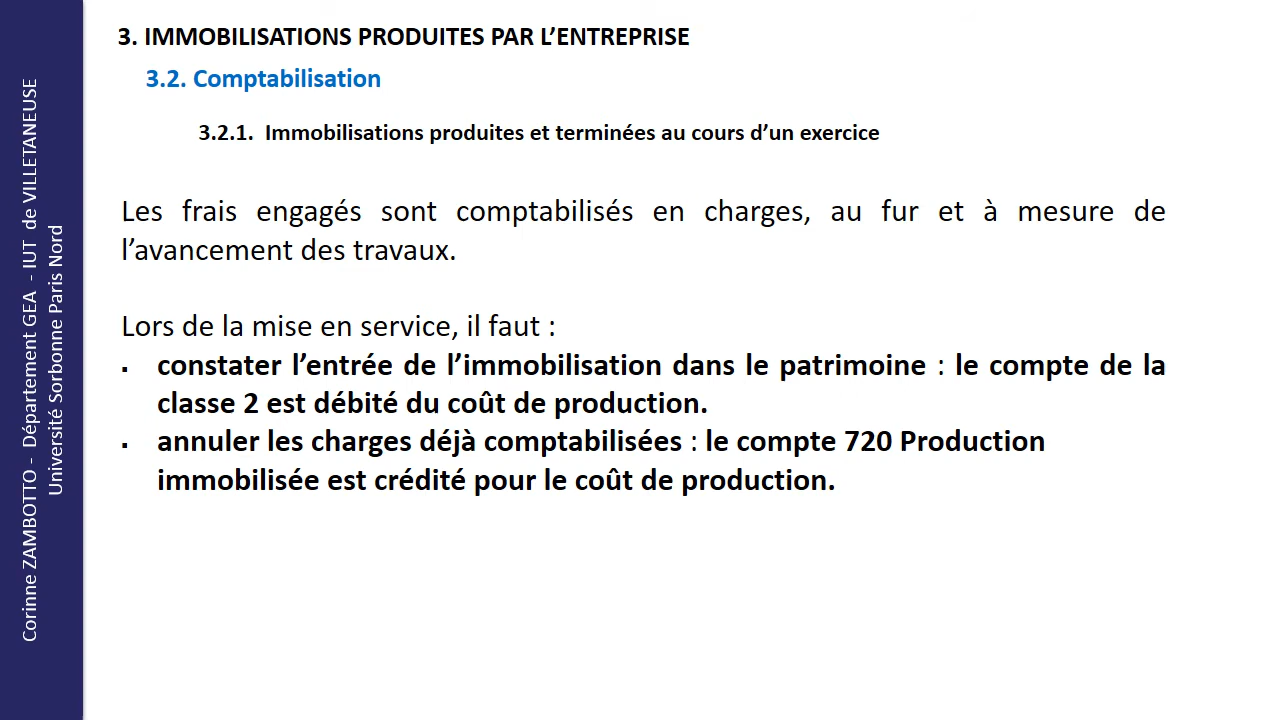 3. IMMOBILISATIONS PRODUITES PAR L’ENTREPRISE
3.2. Comptabilisation
3.2.1. Immobilisations produites et terminées au cours d’un exercice
Les frais engagés sont comptabilisés en charges, au fur et à mesure de
l’avancement des travaux.
Lors de la mise en service, il faut :
▪ constater l’entrée de l’immobilisation dans le patrimoine : le compte de la
classe 2 est débité du coût de production.
▪ annuler les charges déjà comptabilisées : le compte 720 Production
immobilisée est crédité pour le coût de production.
Corinne ZAMBOTTO - Département GEA - IUT de VILLETANEUSE
Université Sorbonne Paris Nord